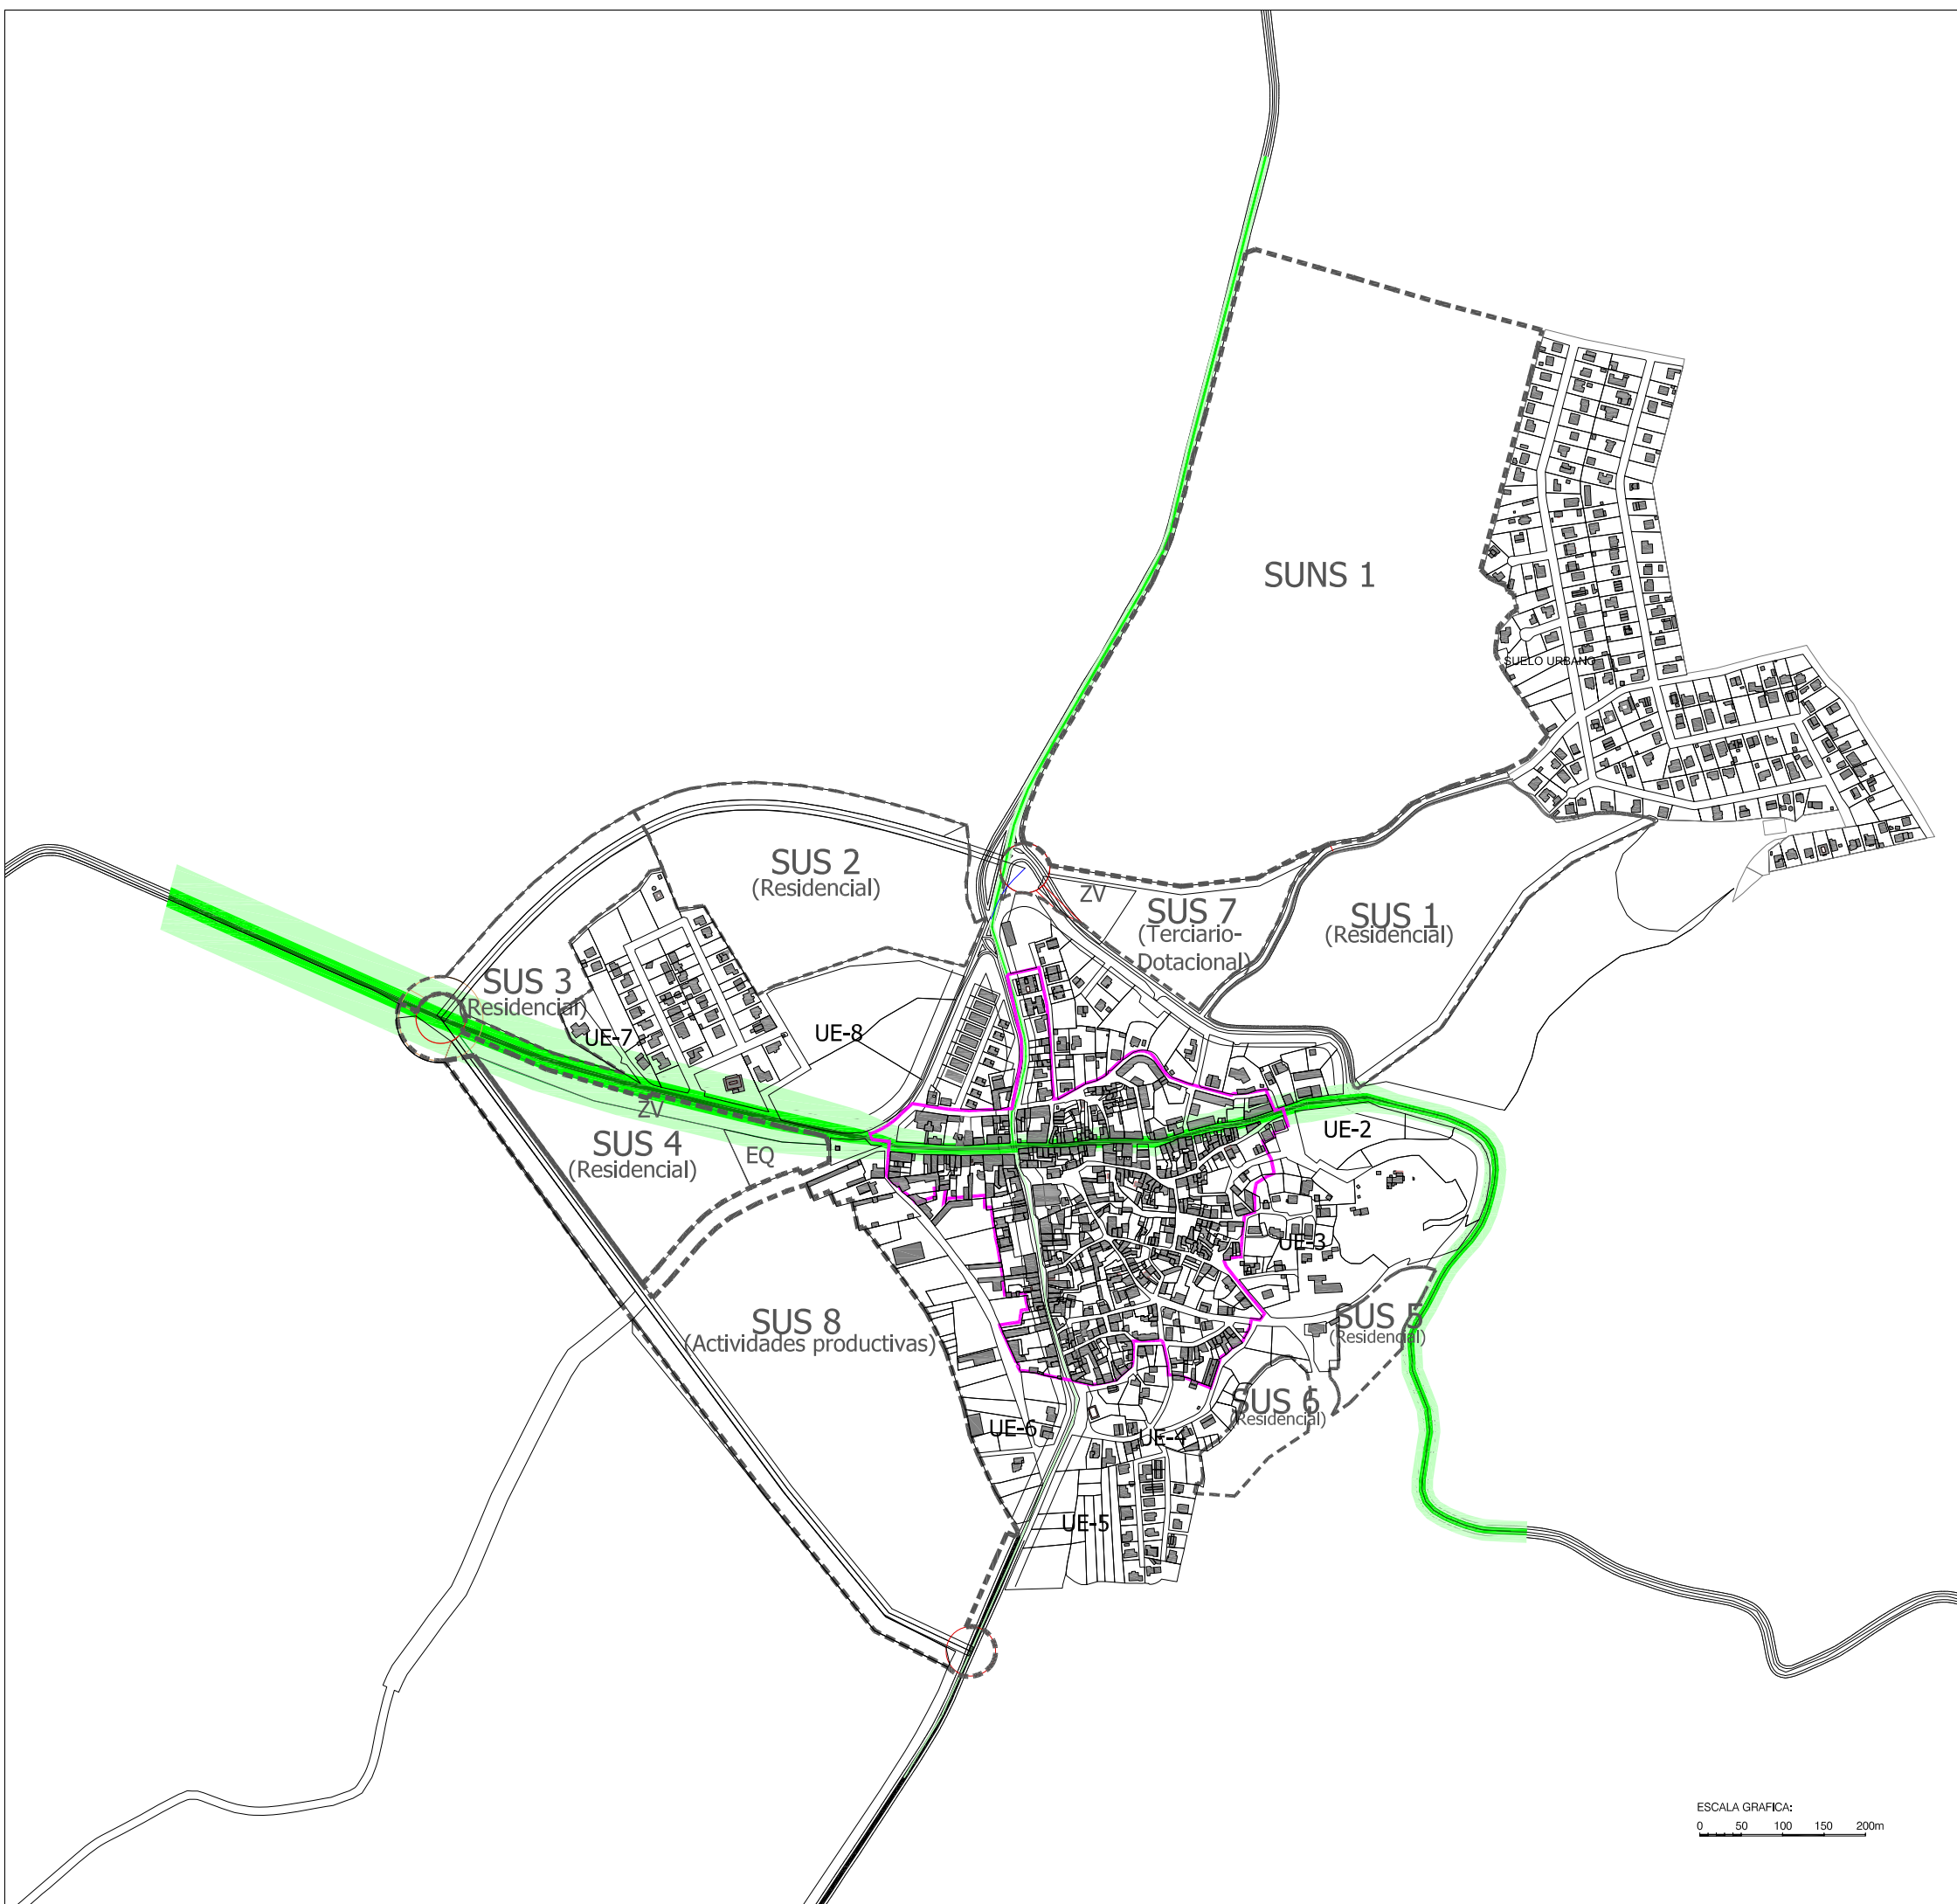 SUNS 1
SUELO URBANO
SUS 2
(Residencial)
ZV
SUS 7
(Terciario-
Dotacional)
SUS 1
(Residencial)
SUS 3
Residencial)
UE-7
UE-8
ZV
SUS 4
(Residencial)
EQ
UE-2
UE-3
SUS 8
(Actividades productivas)
SUS 5
(Residencial)
SUS 6
(Residencial)
UE-6
UE-4
UE-5
ESCALA GRAFICA:
0 50 100 150 200m